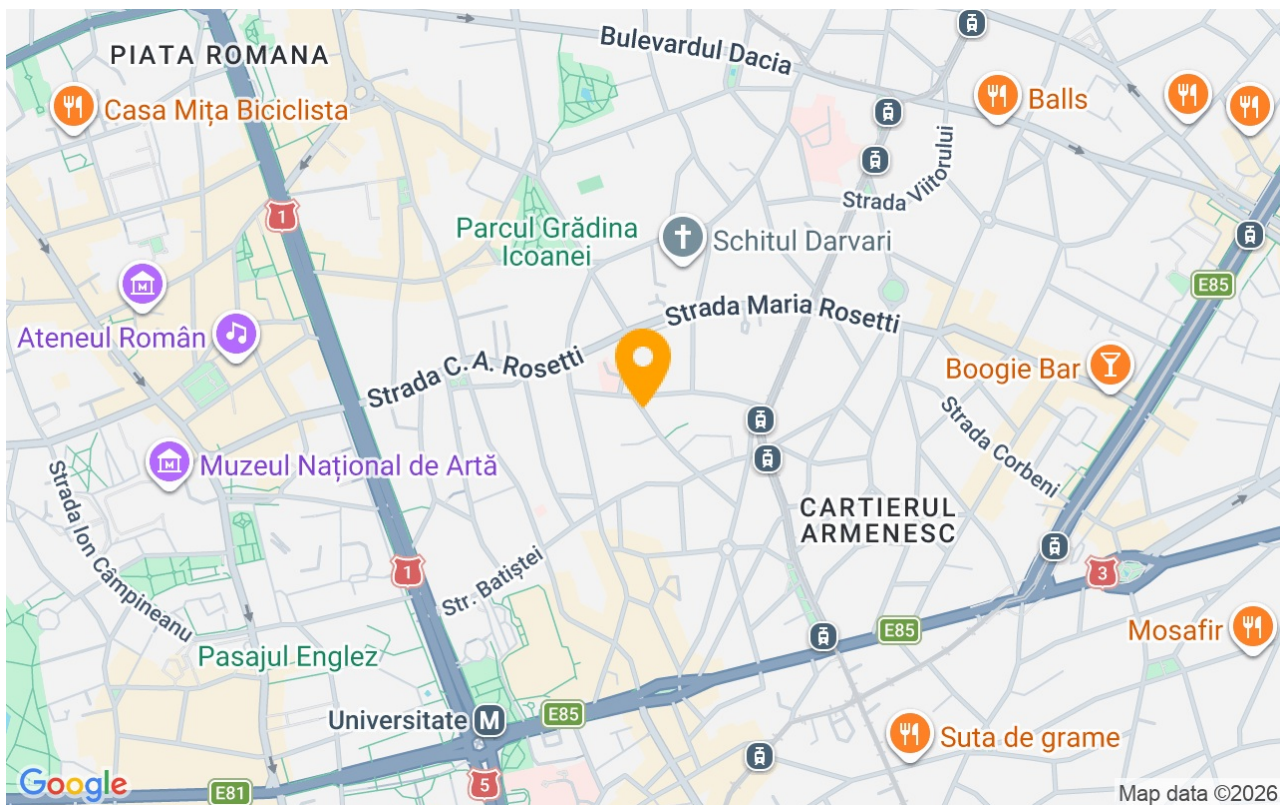 PIATA ROMANA
Bulevardul Dacia
Casa Mița Biciclista
Balls
Strada Viitorului
1
Parcul Grădina
Icoanei
Schitul Darvari
E85
Ateneul Român
Strada Maria Rosetti
Strada C. A. Rosetti
Boogie Bar
Strada Corbeni
Muzeul Național de Artă
Strada Ion Câmpineanu
CARTIERUL
ARMENESC
1
3
Str. Batiștei
E85
Mosafir
Pasajul Englez
Universitate
M
E85
Suta de grame
5
Google
E81
Map data ©2026